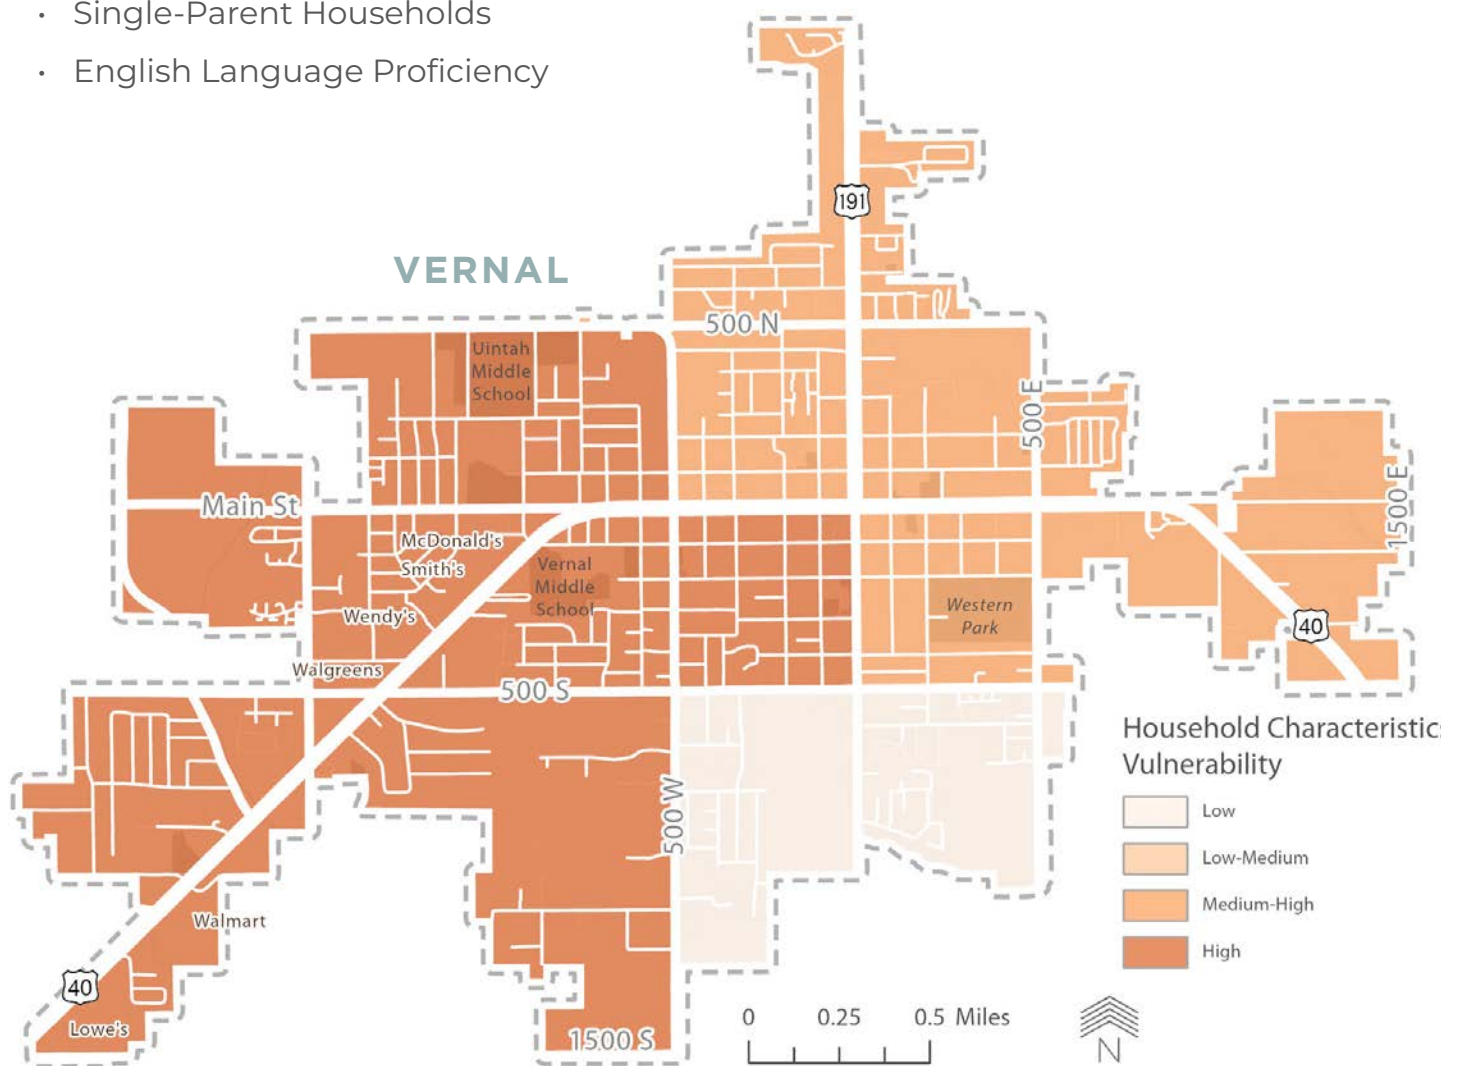 • Single-Parent Households
• English Language Proficiency
191
VERNAL
500 N
Uintah
Middle
School
500 E
Main St
1500 E
McDonald's
Smith's
Vernal
Middle
School
Wendy's
Western
Park
40
Walgreens
500 S
Household Characteristic
Vulnerability
Low
Low-Medium
Medium-High
High
500 W
Walmart
40
Lowe's
1500 S
0 0.25 0.5 Miles
N